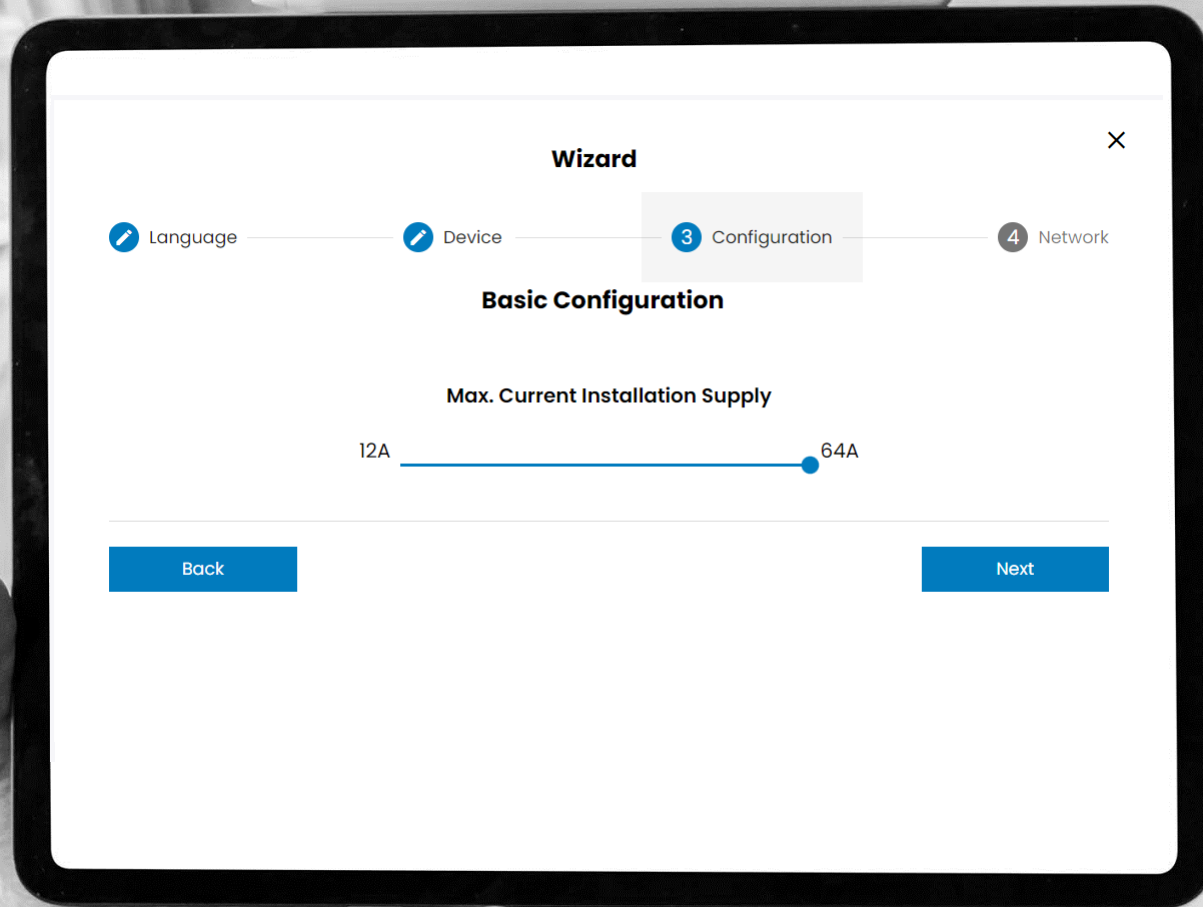 Wizard
Language Device 3 Configuration 4 Network
Basic Configuration
Max. Current Installation Supply
12A 64A
Back Next